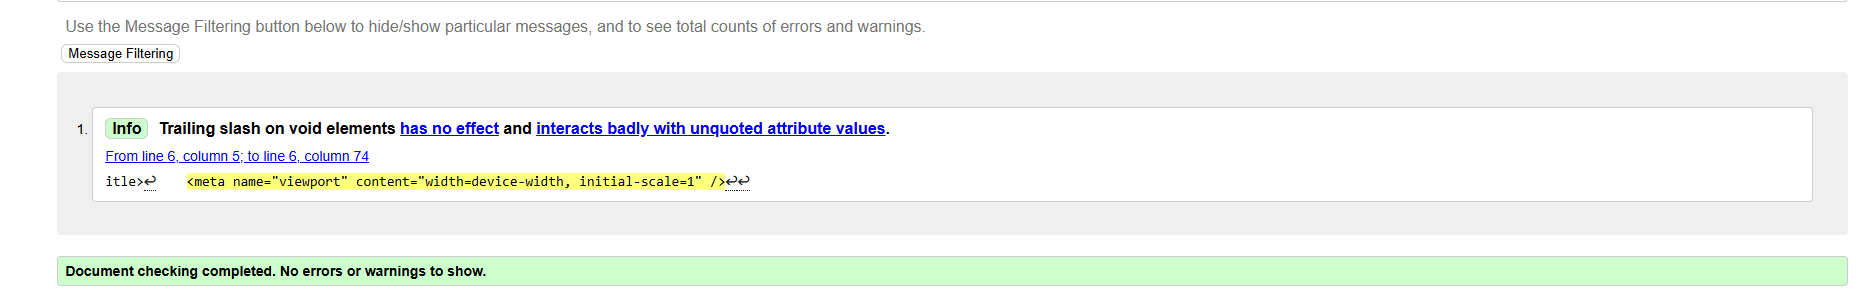 Use the Message Filtering button below to hide/show particular messages, and to see total counts of errors and warnings.
Message Filtering
1. Info Trailing slash on void elements has no effect and interacts badly with unquoted attribute values.
From line 6, column 5; to line 6, column 74
itle>↩    <meta name="viewport" content="width=device-width, initial-scale=1" />↩↩
Document checking completed. No errors or warnings to show.